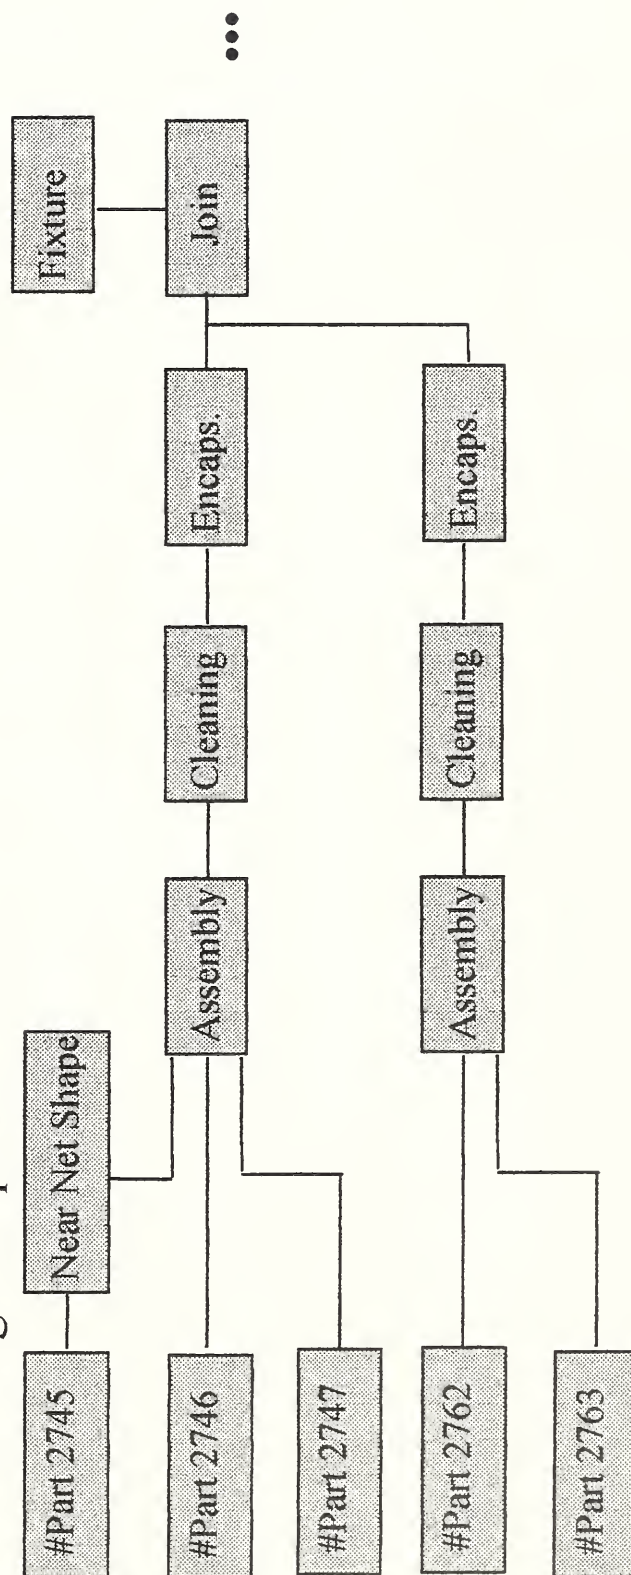 #Part 2745
Near Net Shape
#Part 2746
Assembly
Cleaning
Encaps.
Join
Fixture
#Part 2747
#Part 2762
Assembly
Cleaning
Encaps.
#Part 2763